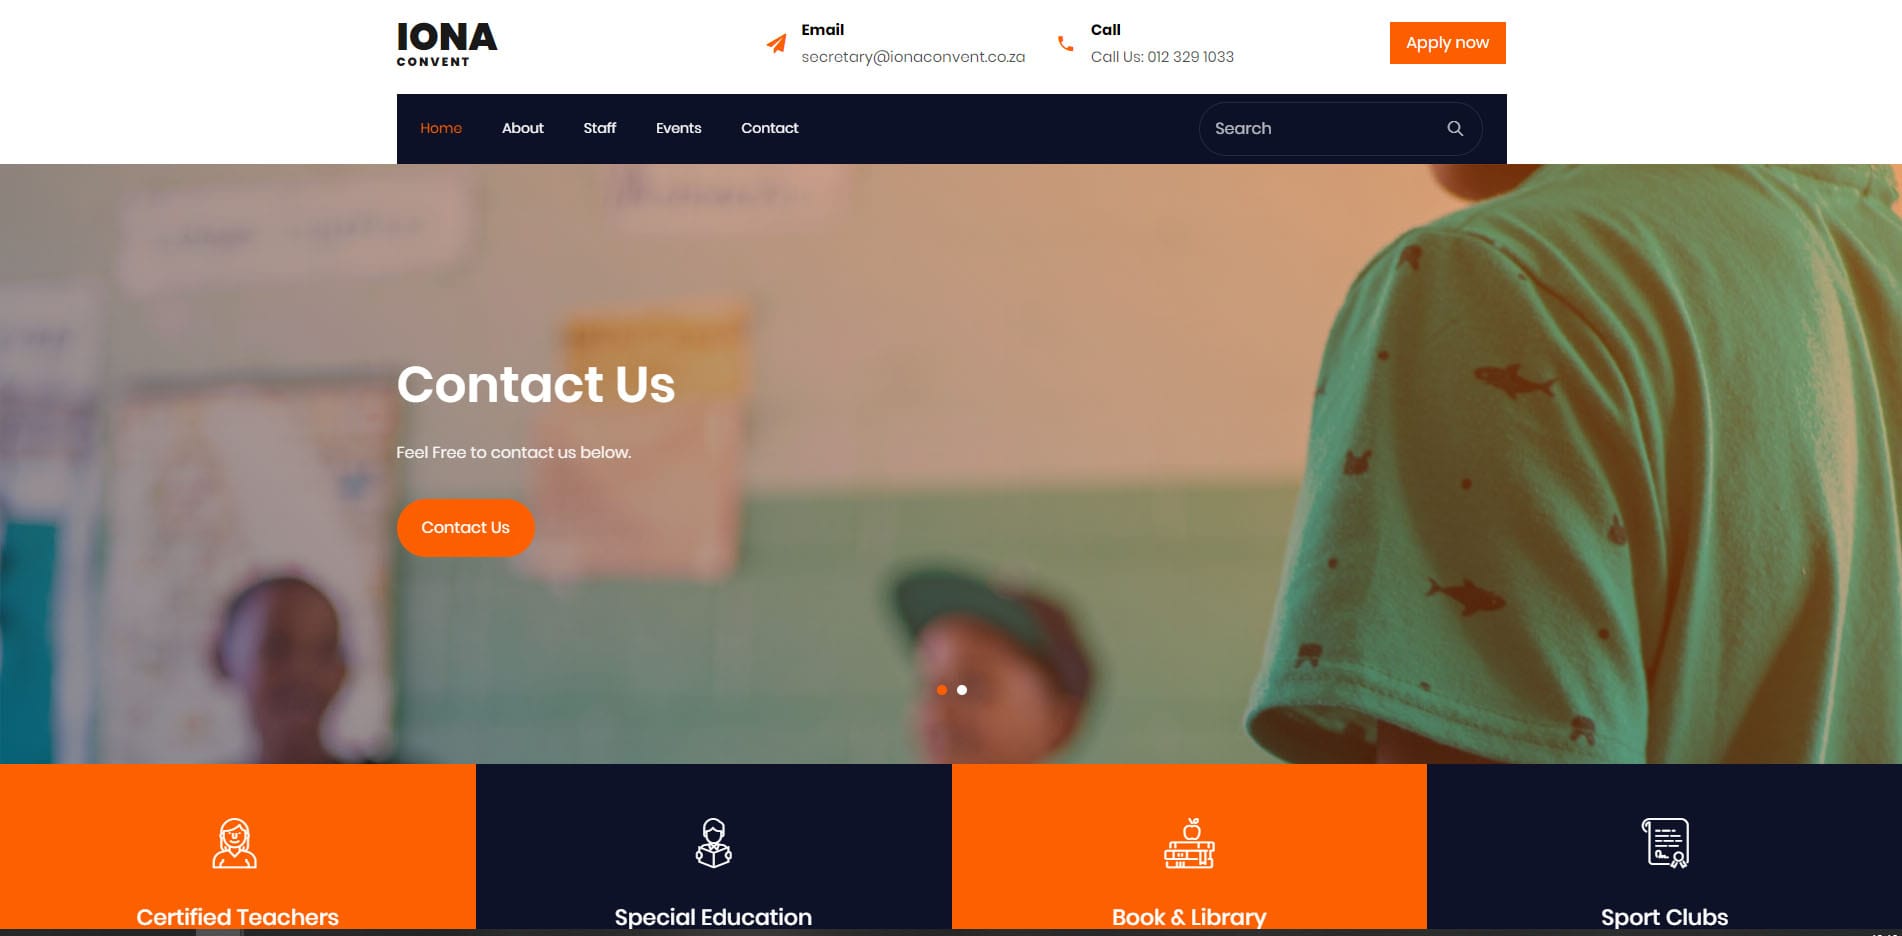 IONA
CONVENT
Email
secretary@ionaconvent.co.za
Call
Call Us: 012 329 1033
Apply now
Home
About
Staff
Events
Contact
Search
Contact Us
Feel Free to contact us below.
Contact Us
Certified Teachers
Special Education
Book & Library
Sport Clubs